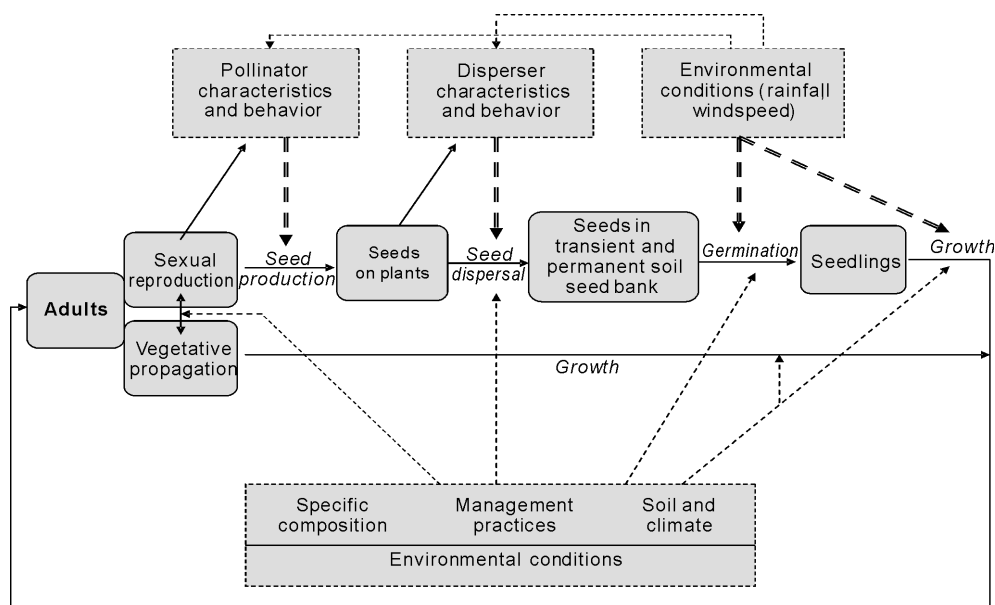 Pollinator
characteristics
and behavior
Disperser
characteristics
and behavior
Environmental
conditions (rainfall
windspeed)
Adults
Sexual
reproduction
Vegetative
propagation
Seed
production
Seeds
on plants
Seed
dispersal
Seeds in
transient and
permanent soil
seed bank
Germination
Seedlings
Growth
Growth
Specific
composition
Management
practices
Soil and
climate
Environmental conditions